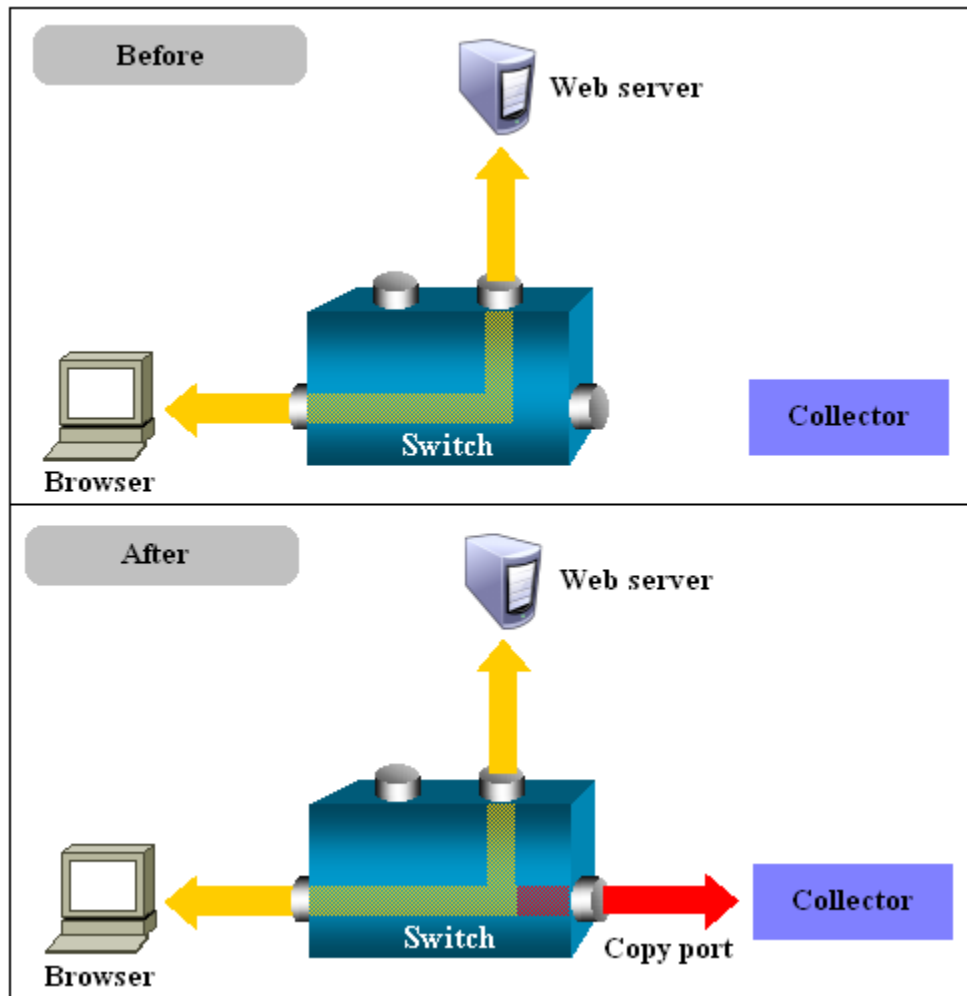 Before
Web server
Switch
Collector
Browser
After
Web server
Switch
Copy port
Collector
Browser